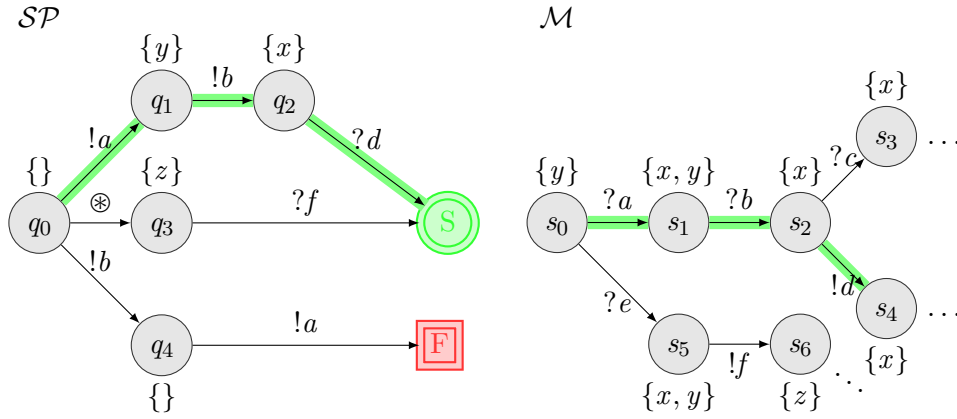 SP
M
{y}
!b
{x}
{x}
q₁
q₂
s₃
...
!a
?d
?c
{}
{z}
{y}
{x, y}
{x}
⊛
?f
?a
?b
q₀
q₃
S
s₀
s₁
s₂
!b
?e
!d
s₄
...
!a
!f
{x}
q₄
F
s₅
s₆
...
{}
{x, y}
{z}